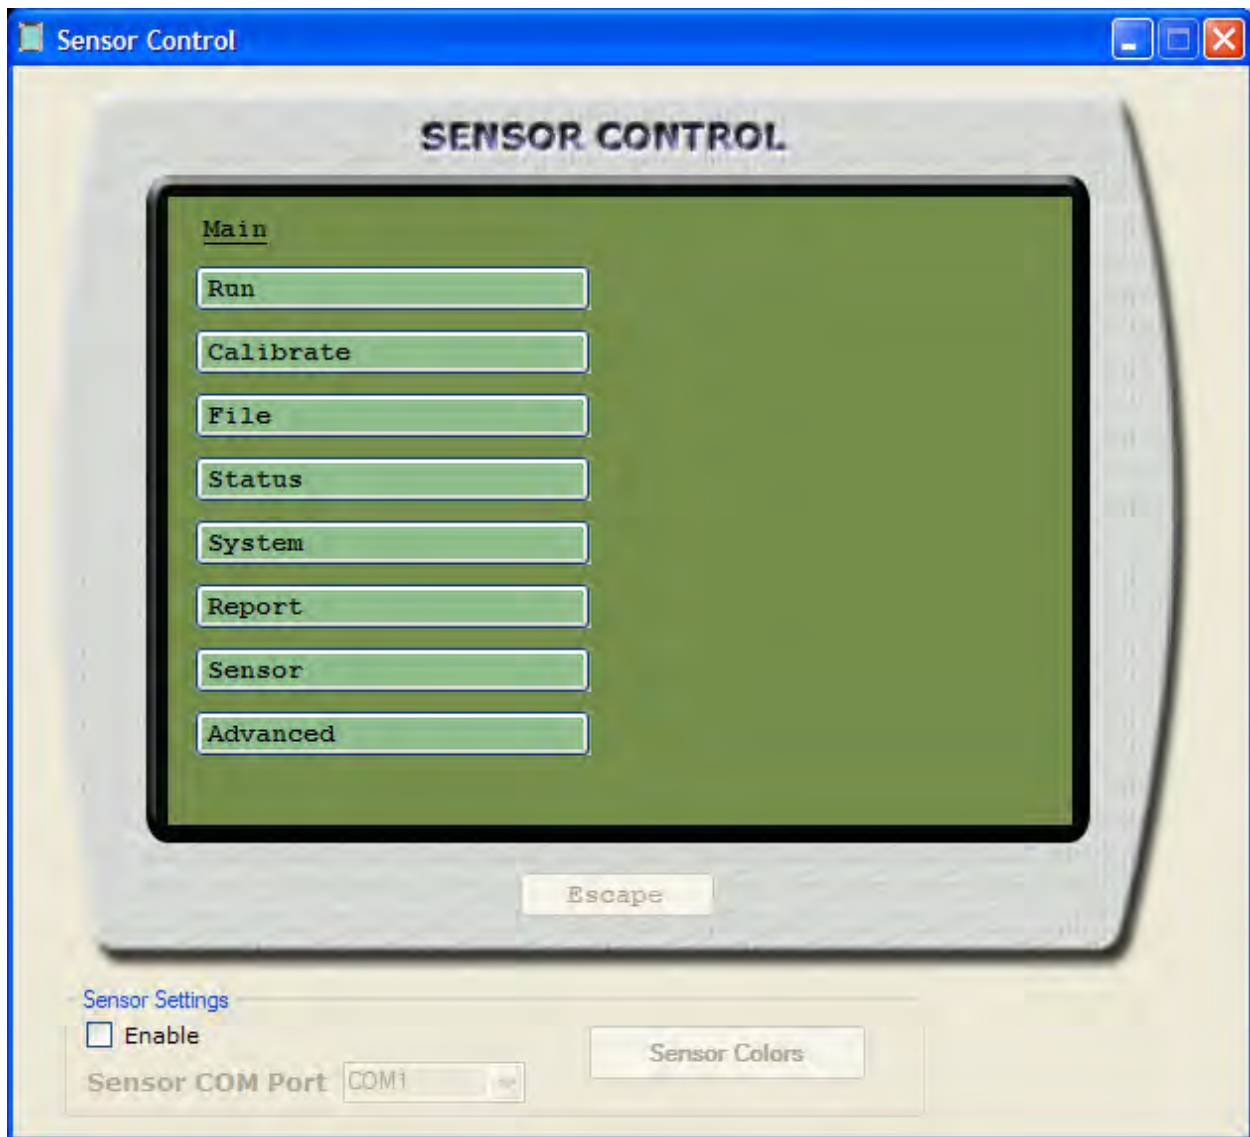 Sensor Control
SENSOR CONTROL
Main
Run
Calibrate
File
Status
System
Report
Sensor
Advanced
Escape
Sensor Settings
Enable
Sensor Colors
Sensor COM Port COM1